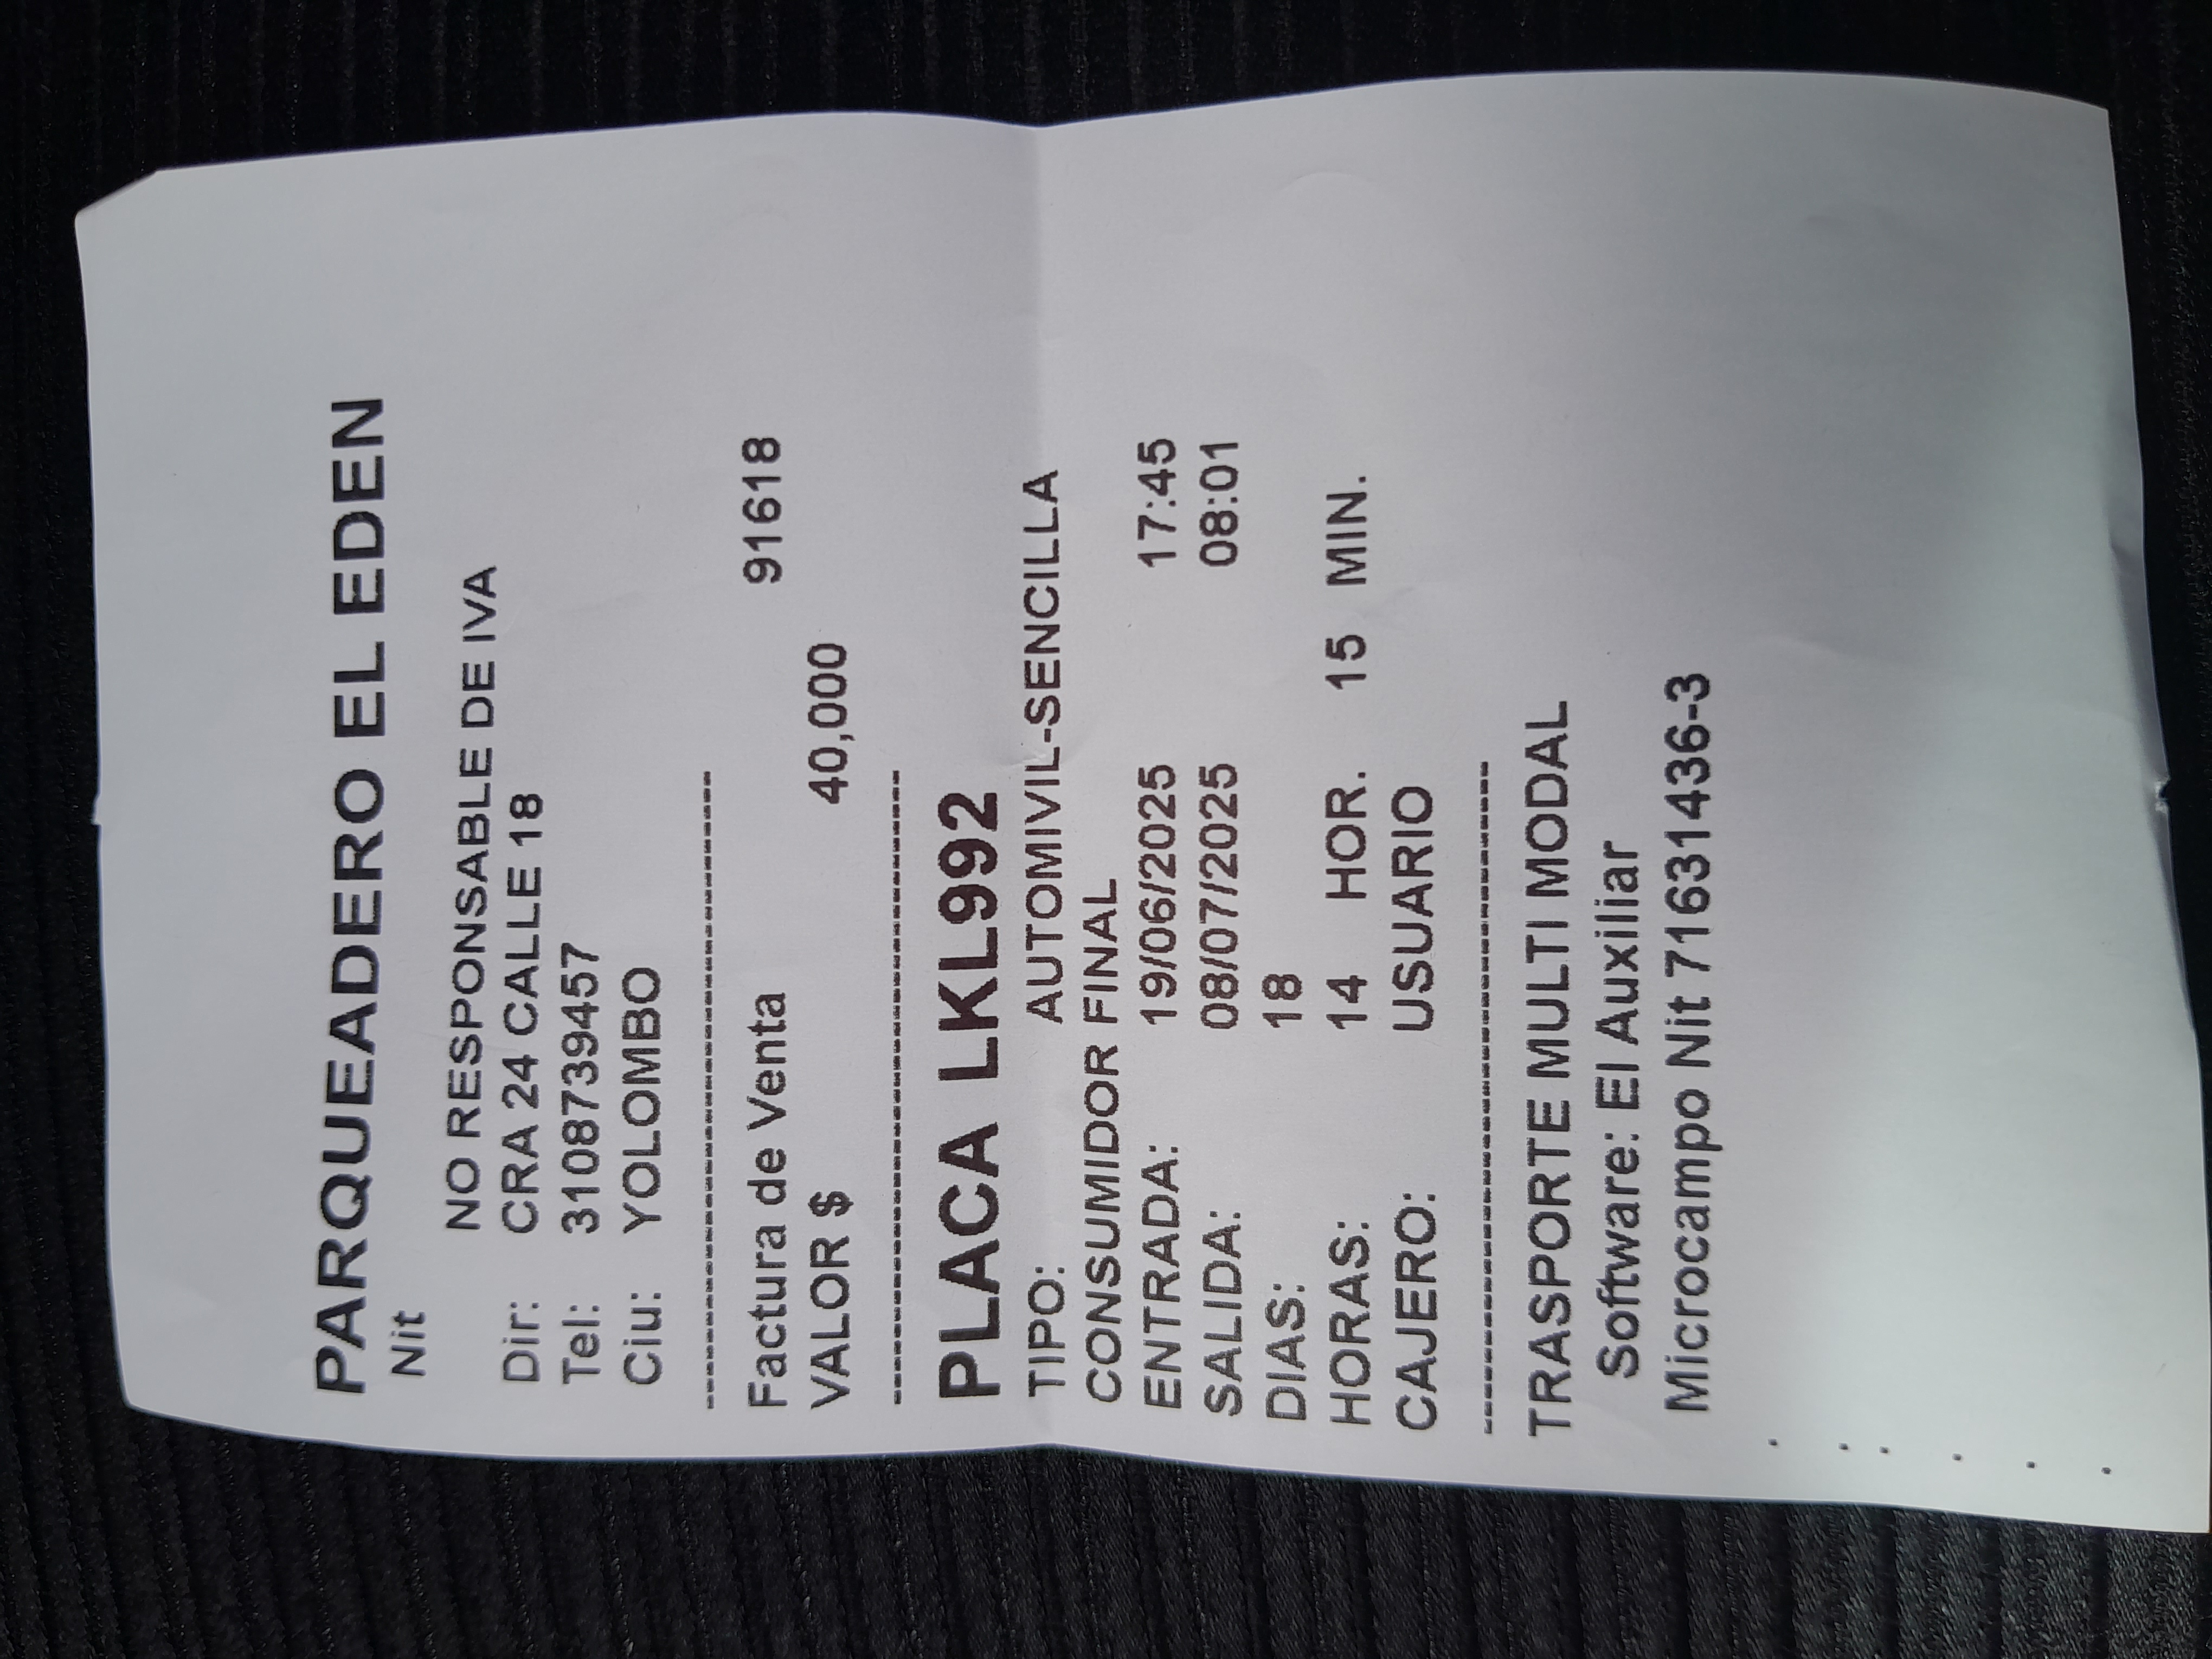 PARQUEADERO EL EDEN
Nit
NO RESPONSABLE DE IVA
Dir: CRA 24 CALLE 18
Tel: 3108739457
Ciu: YOLOMBO
Factura de Venta 91618
VALOR $ 40,000
PLACA LKL992
TIPO: AUTOMIVIL-SENCILLA
CONSUMIDOR FINAL
ENTRADA: 19/06/2025 17:45
SALIDA: 08/07/2025 08:01
DIAS: 18
HORAS: 14 HOR. 15 MIN.
CAJERO: USUARIO
TRASPORTE MULTI MODAL
Software: El Auxiliar
Microcampo Nit 71631436-3